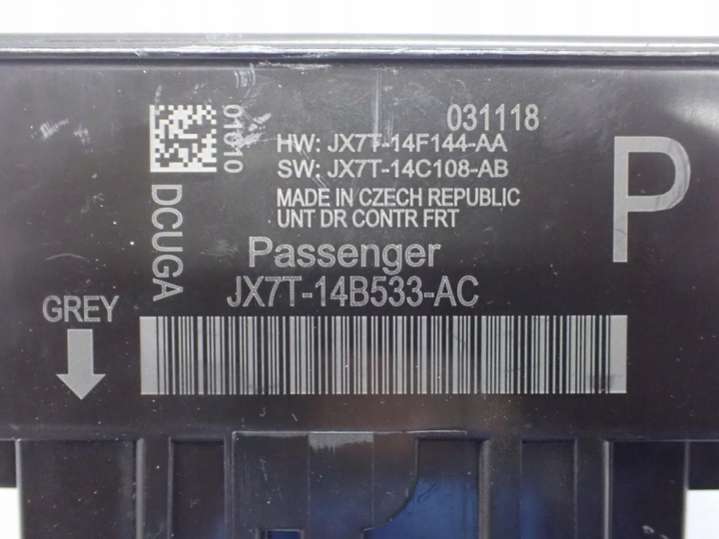 031118
01610
HW: JX7T-14F144-AA
SW: JX7T-14C108-AB
MADE IN CZECH REPUBLIC
UNT DR CONTR FRT
P
DCUGA
Passenger
JX7T-14B533-AC
GREY